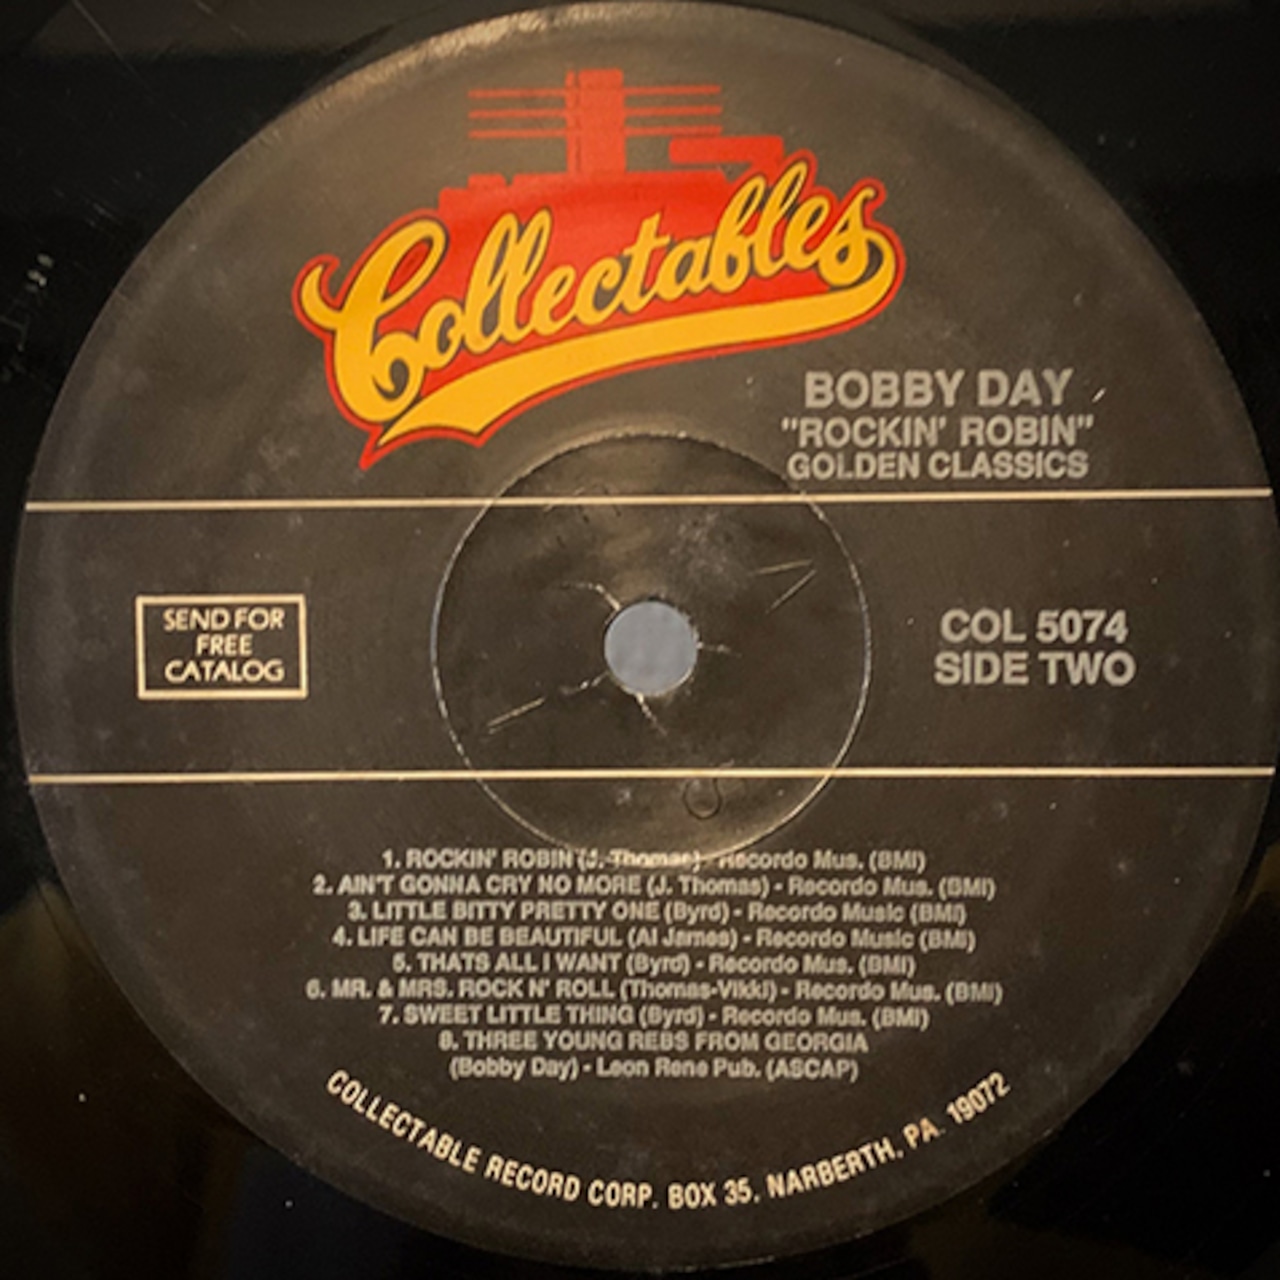 Collectables
BOBBY DAY
"ROCKIN' ROBIN"
GOLDEN CLASSICS
SEND FOR
FREE
CATALOG
COL 5074
SIDE TWO
1. ROCKIN' ROBIN (J. Thomas) - Recordo Mus. (BMI)
2. AIN'T GONNA CRY NO MORE (J. Thomas) - Recordo Mus. (BMI)
3. LITTLE BITTY PRETTY ONE (Byrd) - Recordo Music (BMI)
4. LIFE CAN BE BEAUTIFUL (Al James) - Recordo Music (BMI)
5. THATS ALL I WANT (Byrd) - Recordo Mus. (BMI)
6. MR. & MRS. ROCK N' ROLL (Thomas-Vikki) - Recordo Mus. (BMI)
7. SWEET LITTLE THING (Byrd) - Recordo Mus. (BMI)
8. THREE YOUNG REBS FROM GEORGIA
(Bobby Day) - Leon Rene Pub. (ASCAP)
COLLECTABLE RECORD CORP. BOX 35. NARBERTH. PA. 19072